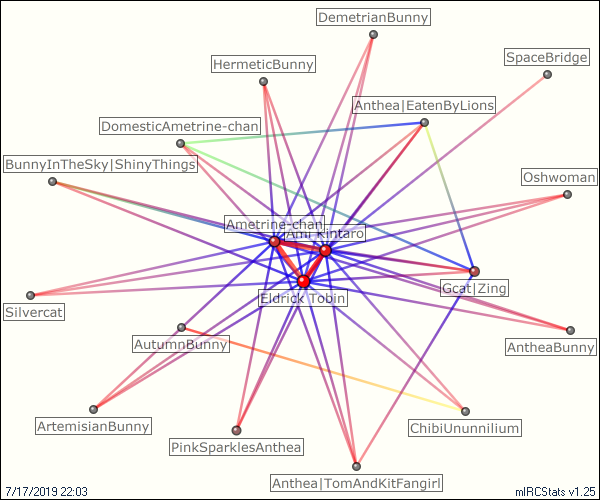 DemetrianBunny
HermeticBunny
SpaceBridge
Anthea|EatenByLions
DomesticAmetrine-chan
BunnyInTheSky|ShinyThings
Oshwoman
Ametrine-chan
Ami-Kintaro
Gcat|Zing
Eldrick Tobin
Silvercat
AutumnBunny
AntheaBunny
ArtemisianBunny
ChibiUnunnilium
PinkSparklesAnthea
Anthea|TomAndKitFangirl
7/17/2019 22:03
mIRCStats v1.25